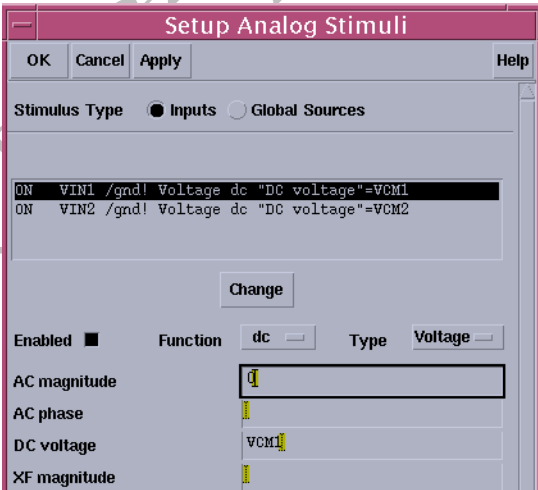 Setup Analog Stimuli
OK Cancel Apply Help
Stimulus Type Inputs Global Sources
ON VIN1 /gnd! Voltage dc "DC voltage"=VCM1
ON VIN2 /gnd! Voltage dc "DC voltage"=VCM2
Change
Enabled Function dc Type Voltage
AC magnitude 0
AC phase
DC voltage VCM1
XF magnitude